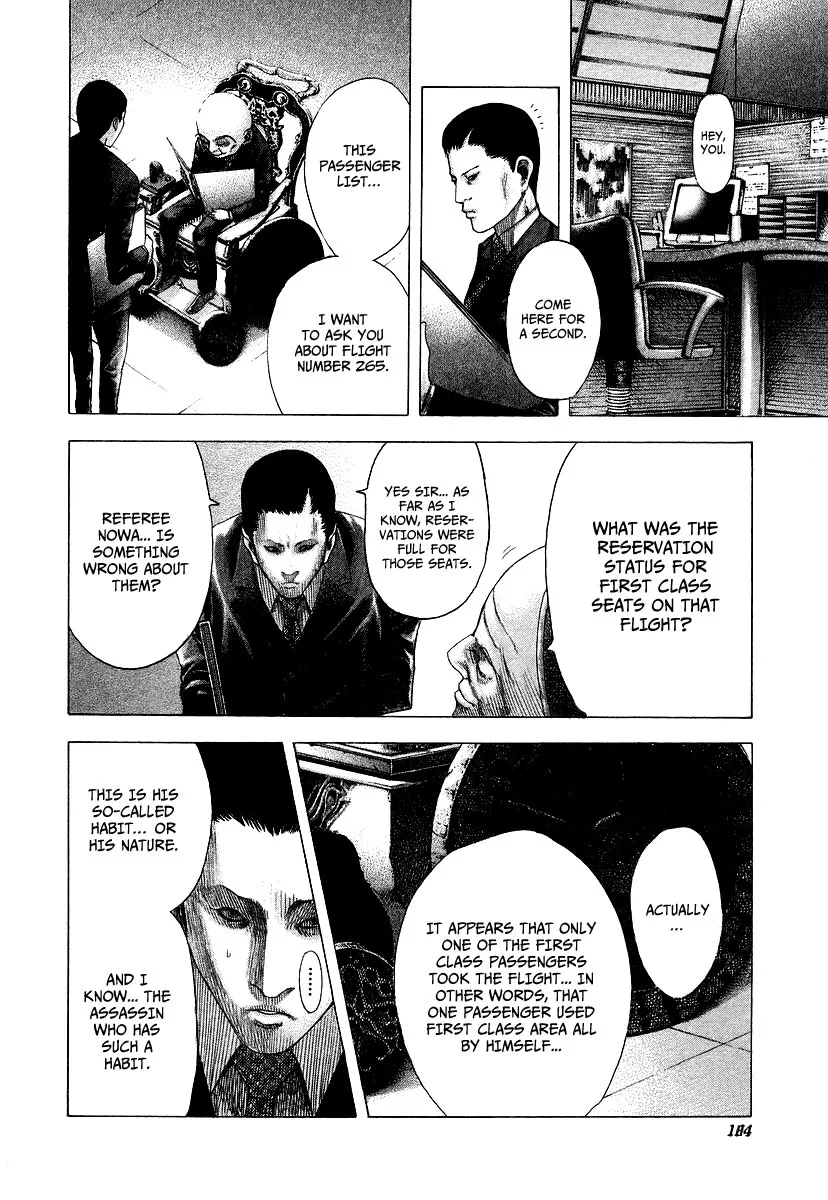 HEY,
YOU.
COME
HERE FOR
A SECOND.
THIS
PASSENGER
LIST...
I WANT
TO ASK YOU
ABOUT FLIGHT
NUMBER 265.
WHAT WAS THE
RESERVATION
STATUS FOR
FIRST CLASS
SEATS ON THAT
FLIGHT?
YES SIR... AS
FAR AS I
KNOW, RESER-
VATIONS WERE
FULL FOR
THOSE SEATS.
REFEREE
NOWA... IS
SOMETHING
WRONG ABOUT
THEM?
ACTUALLY
...
IT APPEARS THAT ONLY
ONE OF THE FIRST
CLASS PASSENGERS
TOOK THE FLIGHT... IN
OTHER WORDS, THAT
ONE PASSENGER USED
FIRST CLASS AREA ALL
BY HIMSELF...
......
THIS IS HIS
SO-CALLED
HABIT... OR
HIS NATURE.
AND I
KNOW... THE
ASSASSIN
WHO HAS
SUCH A
HABIT.